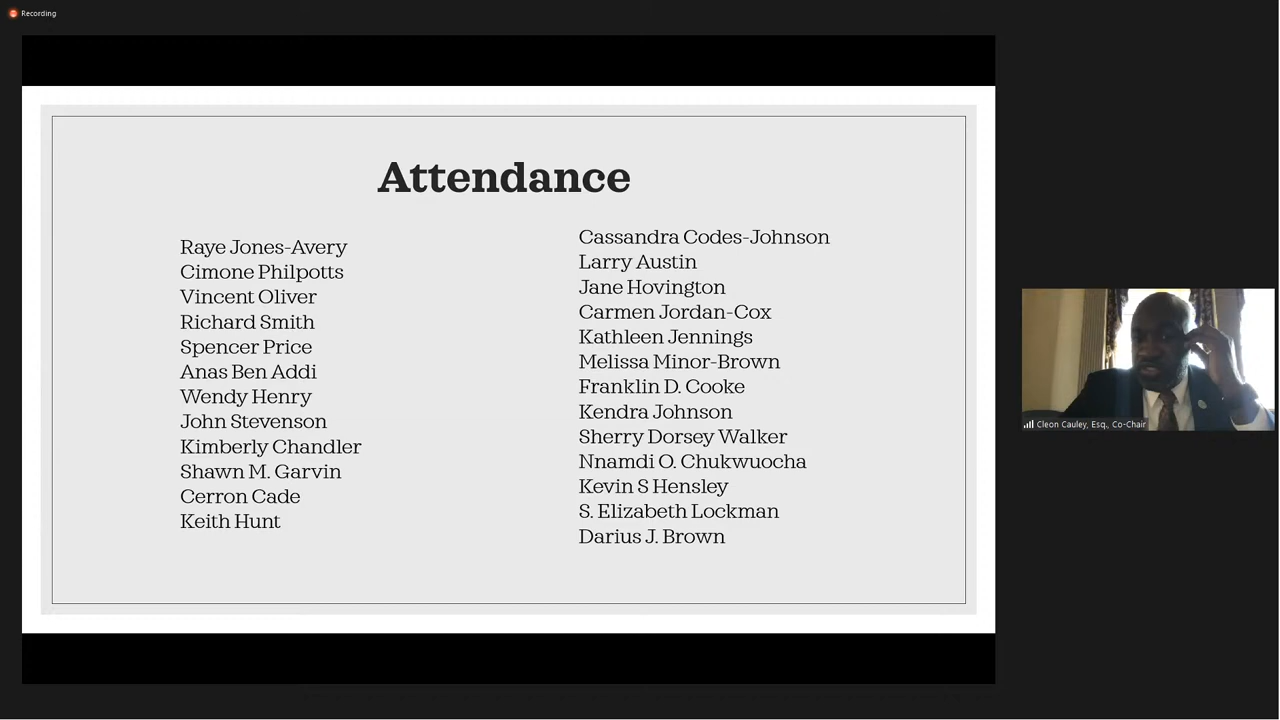 Recording
Attendance
Raye Jones-Avery
Cimone Philpotts
Vincent Oliver
Richard Smith
Spencer Price
Anas Ben Addi
Wendy Henry
John Stevenson
Kimberly Chandler
Shawn M. Garvin
Cerron Cade
Keith Hunt
Cassandra Codes-Johnson
Larry Austin
Jane Hovington
Carmen Jordan-Cox
Kathleen Jennings
Melissa Minor-Brown
Franklin D. Cooke
Kendra Johnson
Sherry Dorsey Walker
Nnamdi O. Chukwuocha
Kevin S Hensley
S. Elizabeth Lockman
Darius J. Brown
Cleon Cauley, Esq., Co-Chair